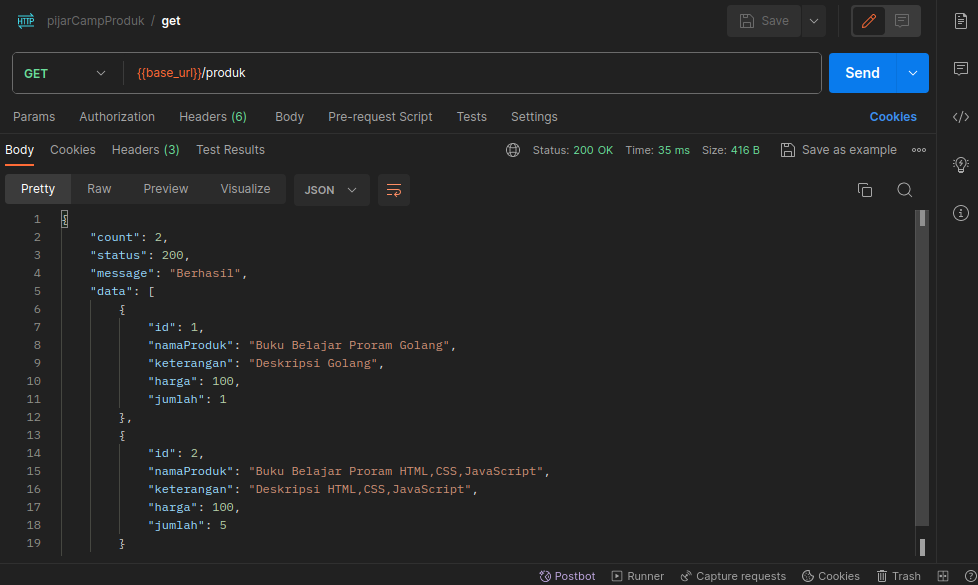 HTTP pijarCampProduk / get Save
GET {{base_url}}/produk Send
Params Authorization Headers (6) Body Pre-request Script Tests Settings Cookies
Body Cookies Headers (3) Test Results Status: 200 OK Time: 35 ms Size: 416 B Save as example
Pretty Raw Preview Visualize JSON
1 {
2 "count": 2,
3 "status": 200,
4 "message": "Berhasil",
5 "data": [
6 {
7 "id": 1,
8 "namaProduk": "Buku Belajar Proram Golang",
9 "keterangan": "Deskripsi Golang",
10 "harga": 100,
11 "jumlah": 1
12 },
13 {
14 "id": 2,
15 "namaProduk": "Buku Belajar Proram HTML,CSS,JavaScript",
16 "keterangan": "Deskripsi HTML,CSS,JavaScript",
17 "harga": 100,
18 "jumlah": 5
19 }
Postbot Runner Capture requests Cookies Trash